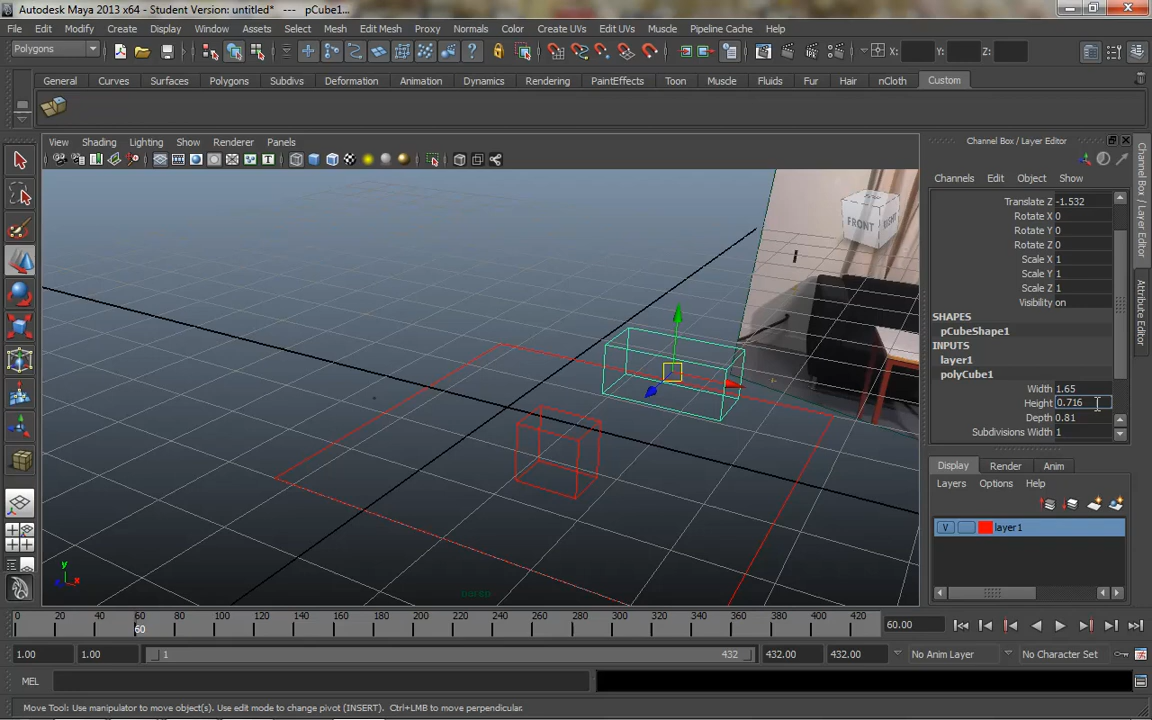 Autodesk Maya 2013 x64 - Student Version: untitled* --- pCube1...
File Edit Modify Create Display Window Assets Select Mesh Edit Mesh Proxy Normals Color Create UVs Edit UVs Muscle Pipeline Cache Help
Polygons X: Y: Z:
General Curves Surfaces Polygons Subdivs Deformation Animation Dynamics Rendering PaintEffects Toon Muscle Fluids Fur Hair nCloth Custom
View Shading Lighting Show Renderer Panels
Channel Box / Layer Editor
Channels Edit Object Show
Translate Z -1.532
Rotate X 0
Rotate Y 0
Rotate Z 0
Scale X 1
Scale Y 1
Scale Z 1
Visibility on
SHAPES
pCubeShape1
INPUTS
layer1
polyCube1
Width 1.65
Height 0.716
Depth 0.81
Subdivisions Width 1
Display Render Anim
Layers Options Help
V layer1
Channel Box / Layer Editor
Attribute Editor
FRONT RIGHT
y
x
0 20 40 60 80 100 120 140 160 180 200 220 240 260 280 300 320 340 360 380 400 420
60
60.00
1.00 1.00 1 432 432.00 432.00 No Anim Layer No Character Set
MEL
Move Tool: Use manipulator to move object(s). Use edit mode to change pivot (INSERT). Ctrl+LMB to move perpendicular.